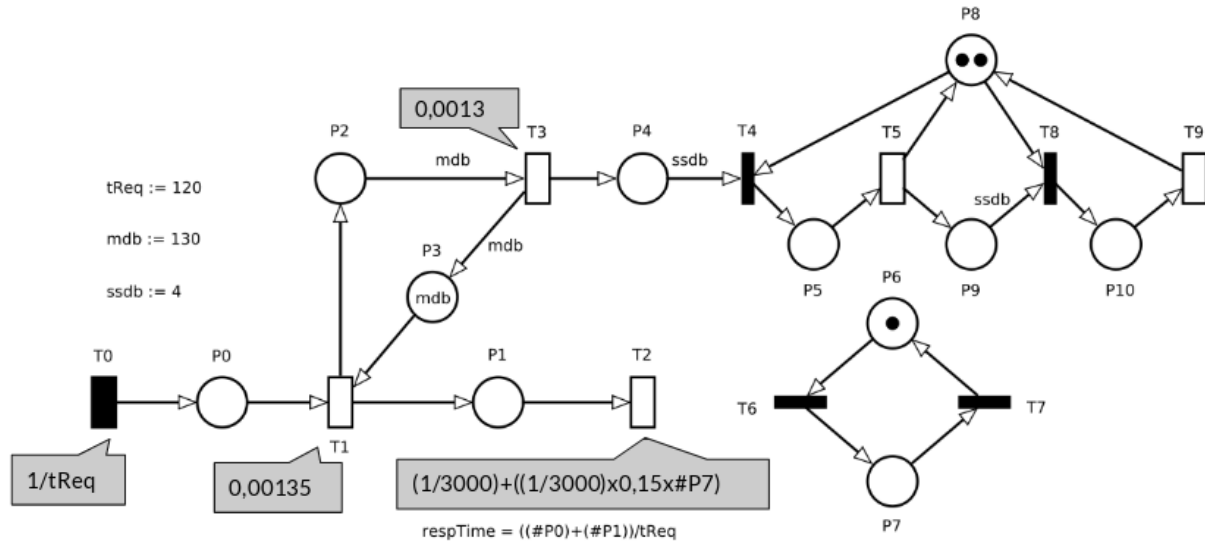 P8
0,0013
P2
T3
P4
T4
T5
T8
T9
mdb
ssdb
tReq := 120
ssdb
mdb := 130
P3
mdb
mdb
P5
P9
P10
ssdb := 4
P6
T0
P0
P1
T2
T6
T7
T1
1/tReq
0,00135
(1/3000)+((1/3000)x0,15x#P7)
P7
respTime = ((#P0)+(#P1))/tReq